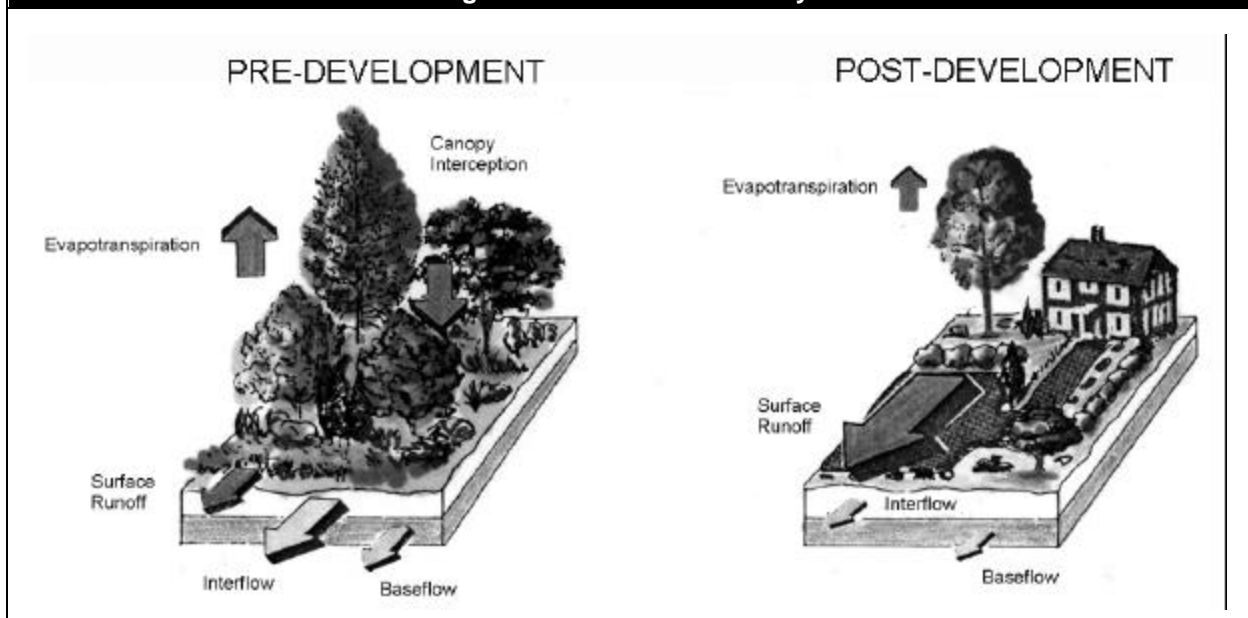 PRE-DEVELOPMENT
Canopy
Interception
Evapotranspiration
Surface
Runoff
Interflow
Baseflow
POST-DEVELOPMENT
Evapotranspiration
Surface
Runoff
Interflow
Baseflow